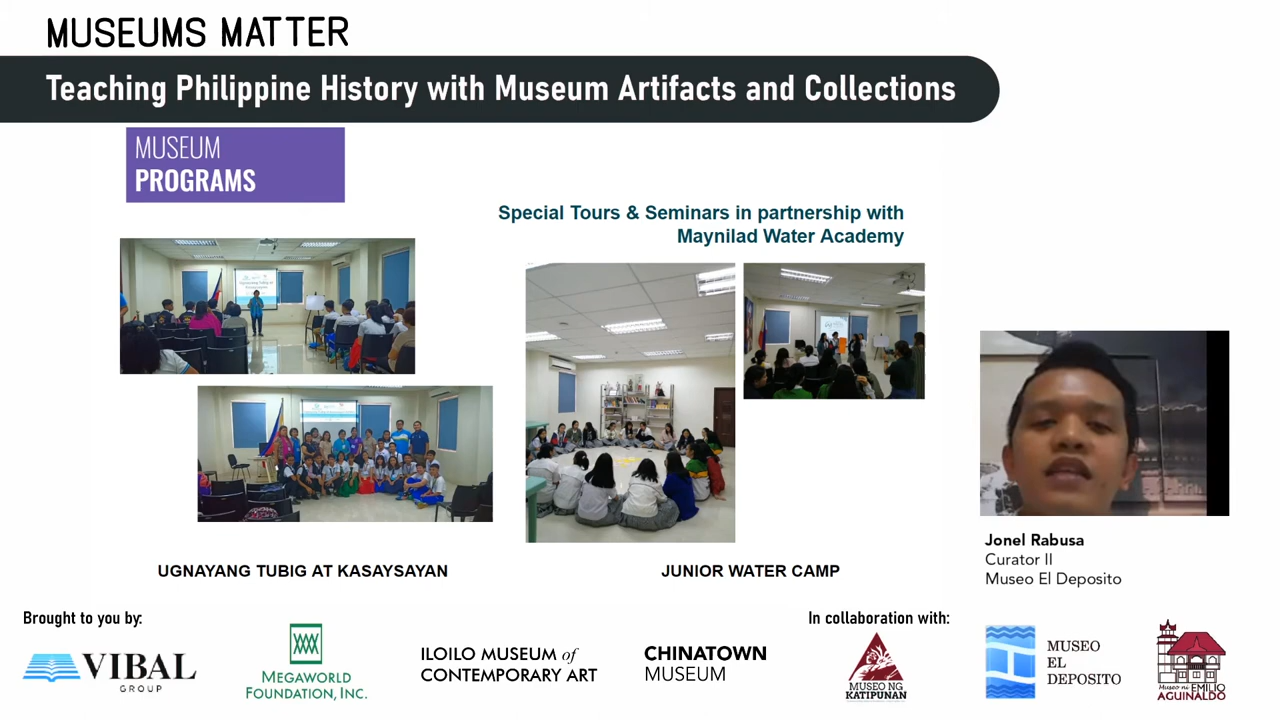 MUSEUMS MATTER
Teaching Philippine History with Museum Artifacts and Collections
MUSEUM
PROGRAMS
Special Tours & Seminars in partnership with
Maynilad Water Academy
UGNAYANG TUBIG AT KASAYSAYAN
JUNIOR WATER CAMP
Jonel Rabusa
Curator II
Museo El Deposito
Brought to you by:
In collaboration with:
VIBAL
GROUP
MEGAWORLD
FOUNDATION, INC.
ILOILO MUSEUM of
CONTEMPORARY ART
CHINATOWN
MUSEUM
MUSEO NG
KATIPUNAN
MUSEO
EL
DEPOSITO
Museo ni EMILIO
AGUINALDO